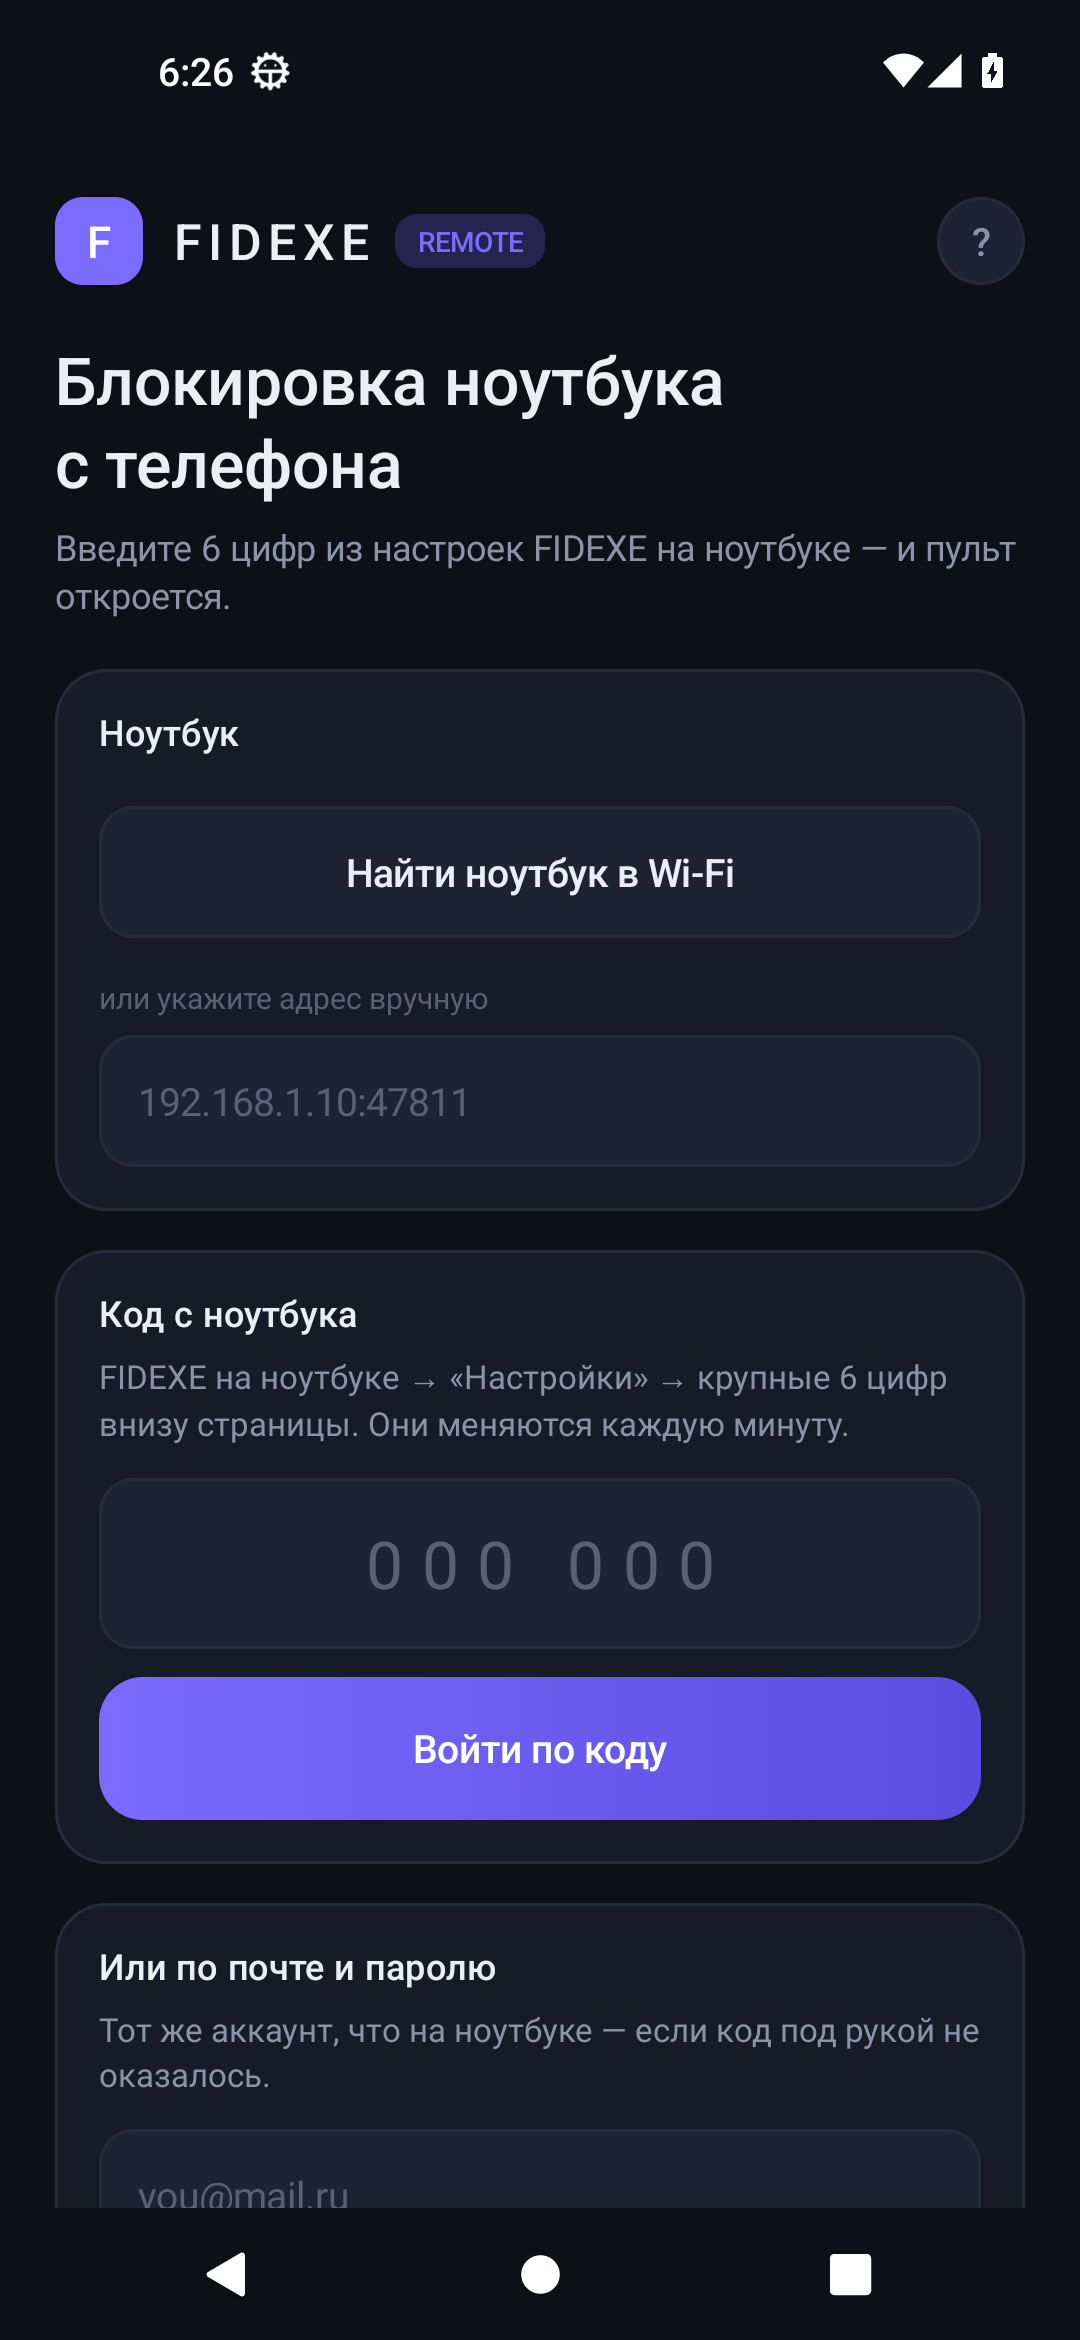 6:26
F FIDEXE REMOTE ?
Блокировка ноутбука
с телефона
Введите 6 цифр из настроек FIDEXE на ноутбуке — и пульт
откроется.
Ноутбук
Найти ноутбук в Wi-Fi
или укажите адрес вручную
192.168.1.10:47811
Код с ноутбука
FIDEXE на ноутбуке → «Настройки» → крупные 6 цифр
внизу страницы. Они меняются каждую минуту.
000 000
Войти по коду
Или по почте и паролю
Тот же аккаунт, что на ноутбуке — если код под рукой не
оказалось.
you@mail.ru